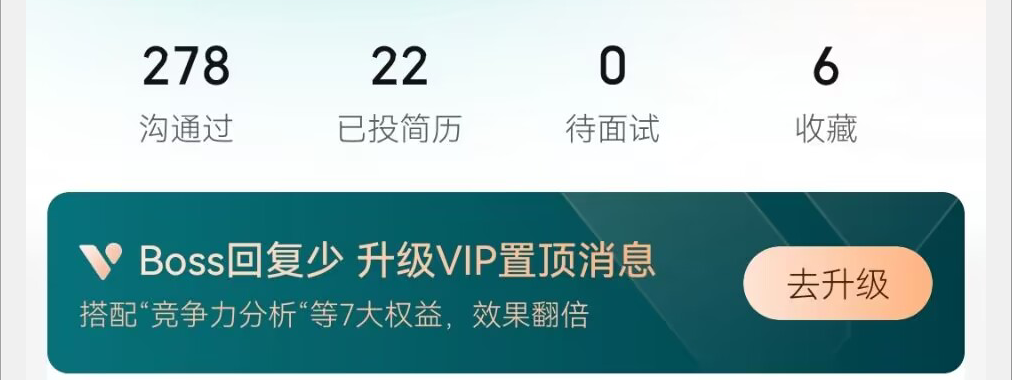 278 22 0 6
沟通过 已投简历 待面试 收藏
Boss回复少 升级VIP置顶消息
搭配“竞争力分析“等7大权益，效果翻倍
去升级